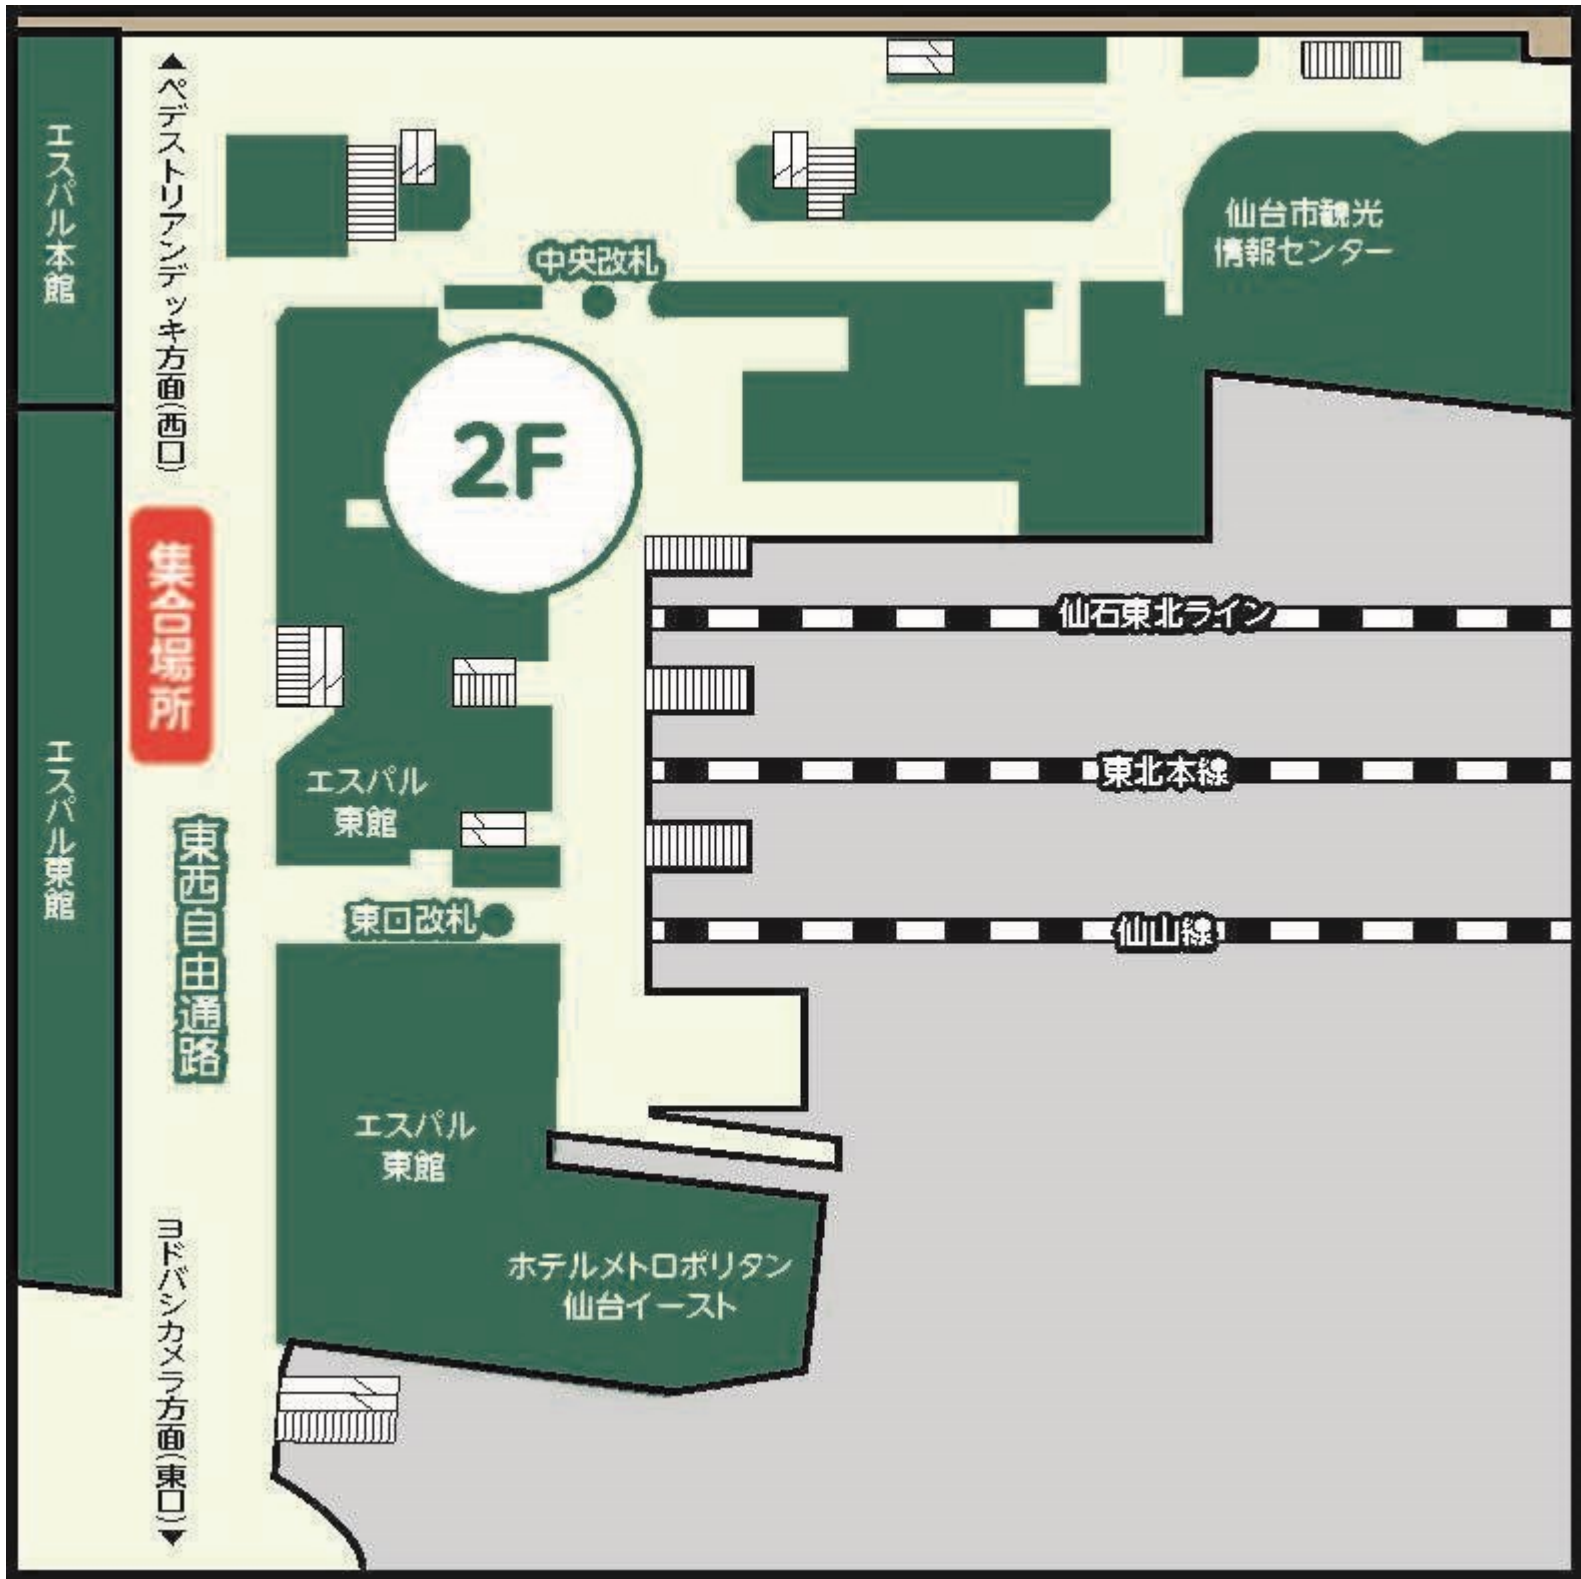 エスパル本館
▲ペデストリアンデッキ方面(西口)
仙台市観光
情報センター
中央改札
2F
集合場所
仙石東北ライン
東北本線
仙山線
エスパル東館
エスパル
東館
東西自由通路
東口改札
エスパル
東館
ホテルメトロポリタン
仙台イースト
ヨドバシカメラ方面(東口)▼